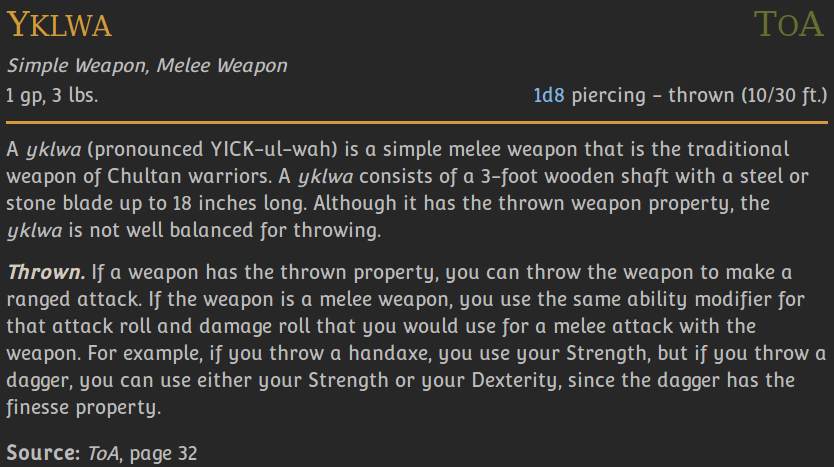 YKLWA ToA
Simple Weapon, Melee Weapon
1 gp, 3 lbs. 1d8 piercing - thrown (10/30 ft.)
A yklwa (pronounced YICK-ul-wah) is a simple melee weapon that is the traditional
weapon of Chultan warriors. A yklwa consists of a 3-foot wooden shaft with a steel or
stone blade up to 18 inches long. Although it has the thrown weapon property, the
yklwa is not well balanced for throwing.
Thrown. If a weapon has the thrown property, you can throw the weapon to make a
ranged attack. If the weapon is a melee weapon, you use the same ability modifier for
that attack roll and damage roll that you would use for a melee attack with the
weapon. For example, if you throw a handaxe, you use your Strength, but if you throw a
dagger, you can use either your Strength or your Dexterity, since the dagger has the
finesse property.
Source: ToA, page 32